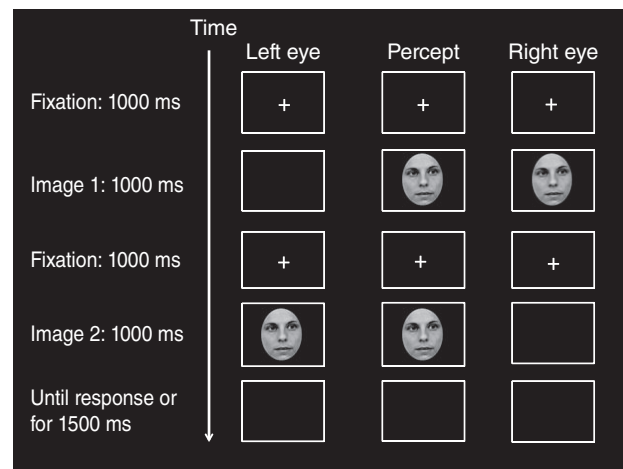 Time
Left eye Percept Right eye
Fixation: 1000 ms + + +
Image 1: 1000 ms
Fixation: 1000 ms + + +
Image 2: 1000 ms
Until response or
for 1500 ms